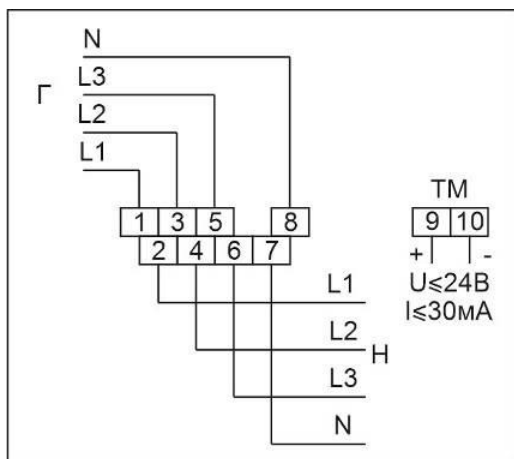 N
L3
Г
L2
L1
1 3 5 8
2 4 6 7
ТМ
9 10
+ -
U≤24В
I≤30мА
L1
L2
Н
L3
N